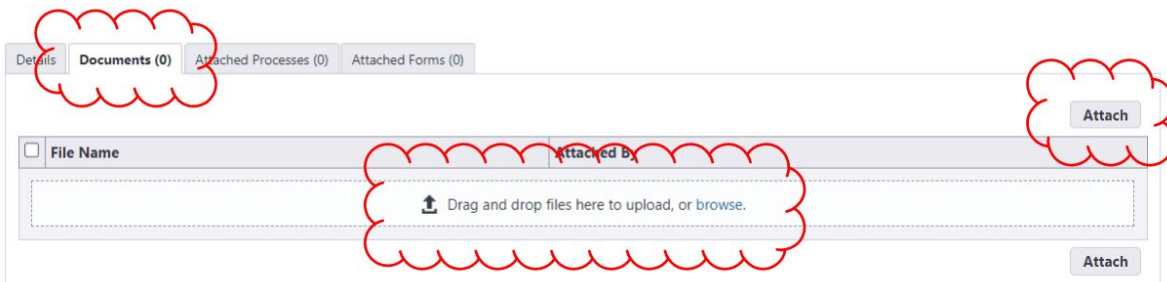 Details Documents (0) Attached Processes (0) Attached Forms (0)
Attach
File Name Attached By
Drag and drop files here to upload, or browse.
Attach